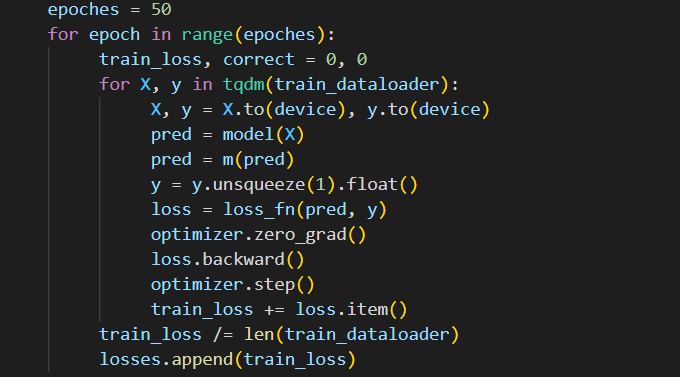 epoches = 50
for epoch in range(epoches):
train_loss, correct = 0, 0
for X, y in tqdm(train_dataloader):
X, y = X.to(device), y.to(device)
pred = model(X)
pred = m(pred)
y = y.unsqueeze(1).float()
loss = loss_fn(pred, y)
optimizer.zero_grad()
loss.backward()
optimizer.step()
train_loss += loss.item()
train_loss /= len(train_dataloader)
losses.append(train_loss)